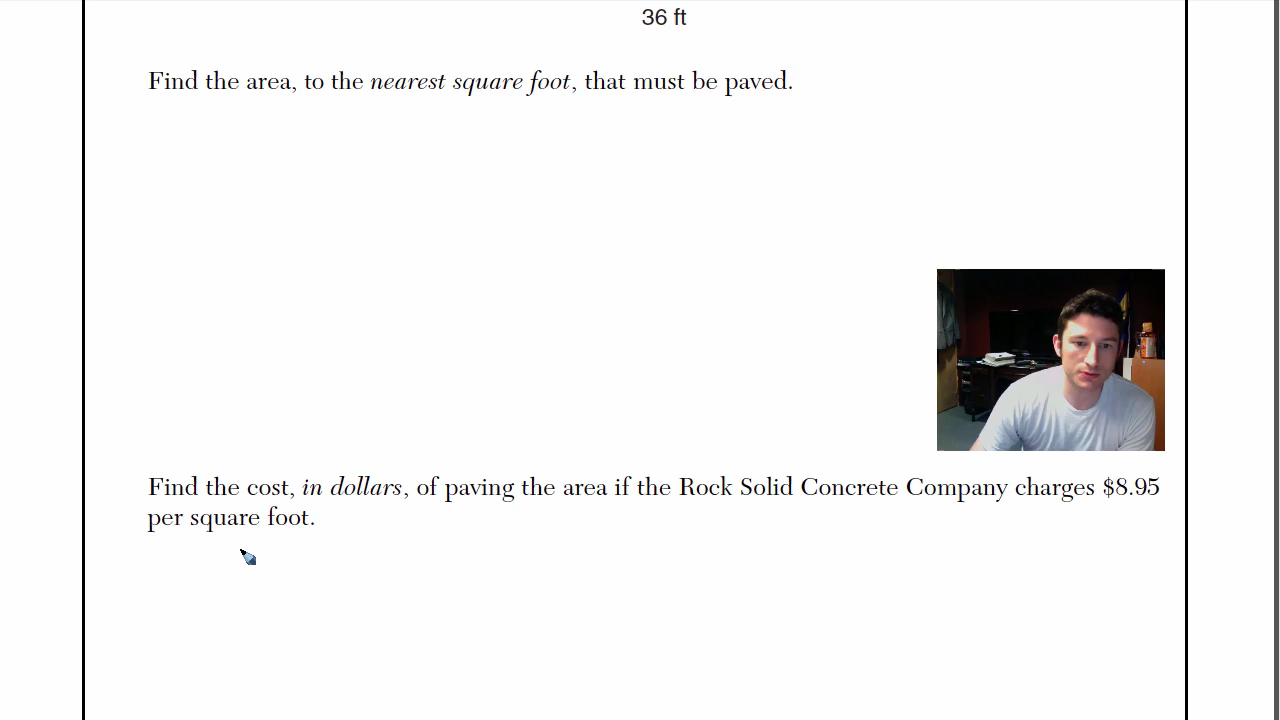 36 ft
Find the area, to the nearest square foot, that must be paved.
Find the cost, in dollars, of paving the area if the Rock Solid Concrete Company charges $8.95
per square foot.